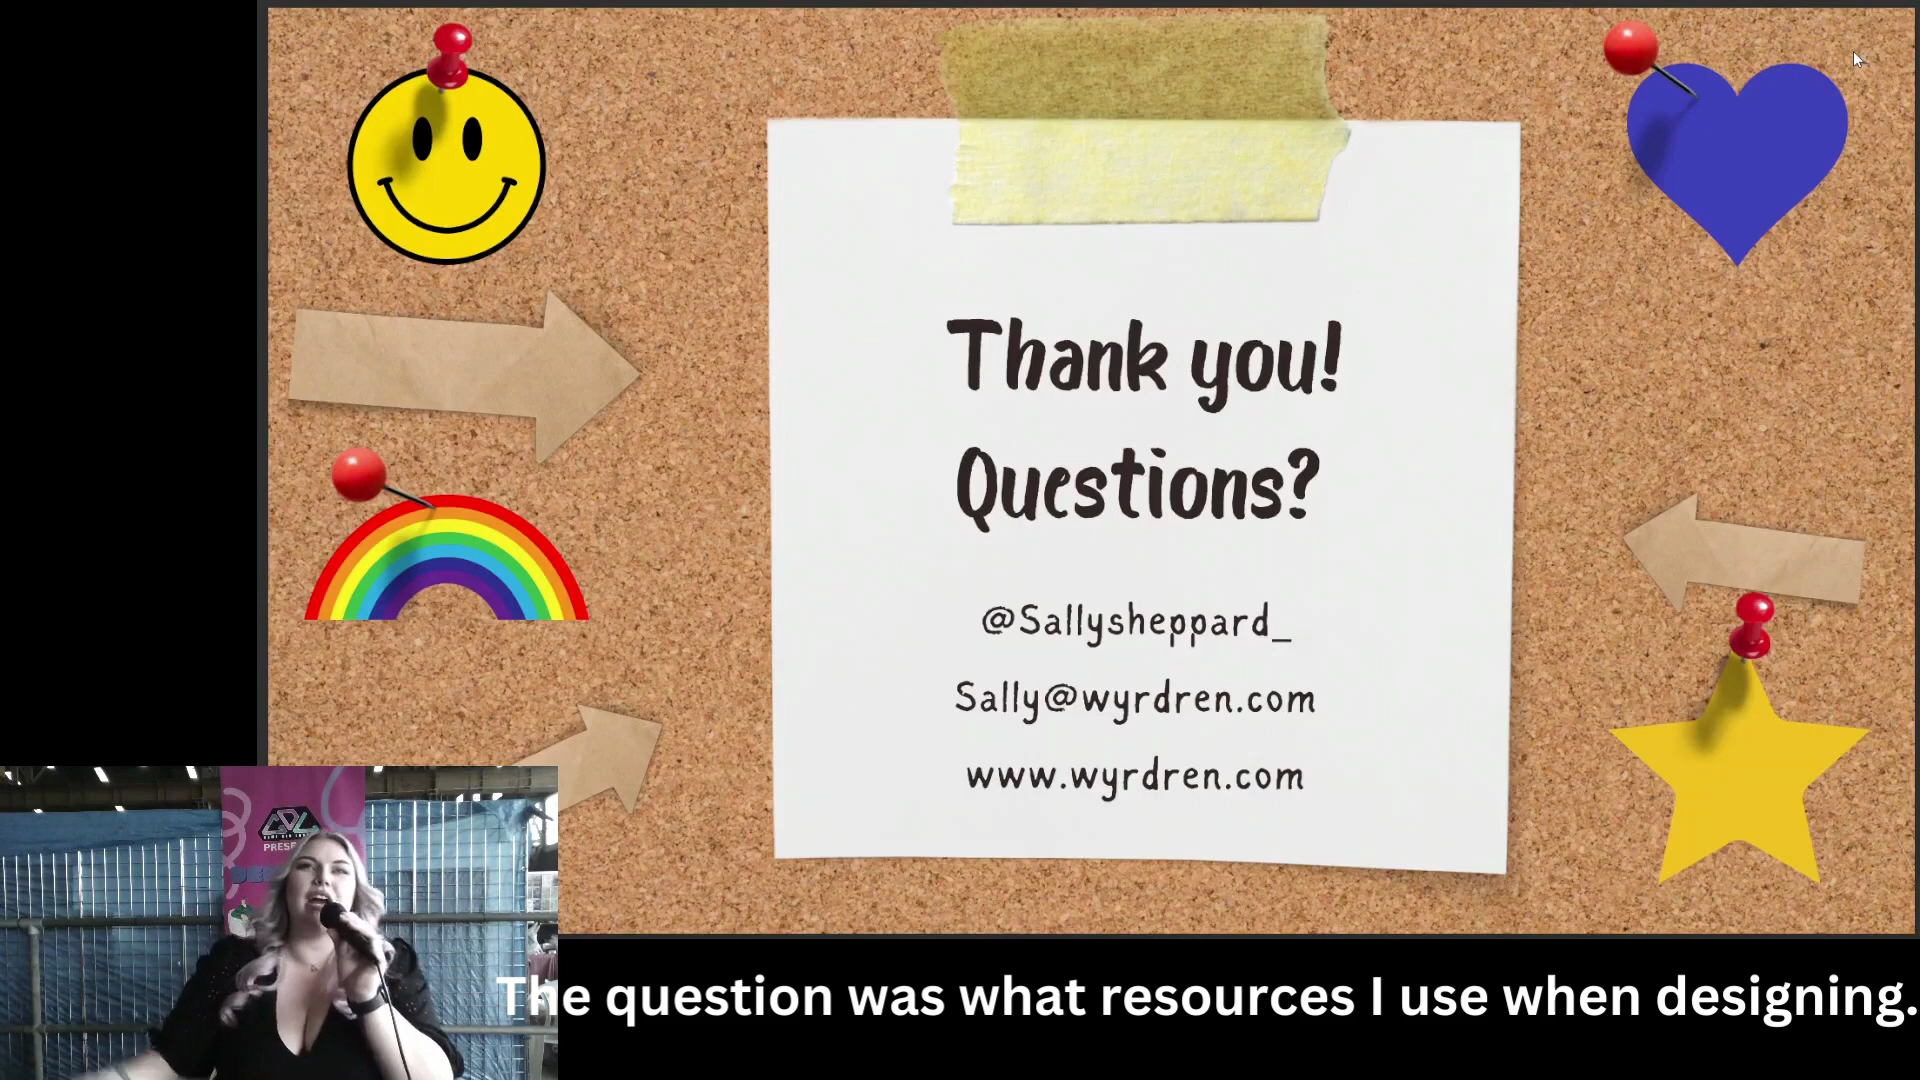 Thank you!
Questions?
@Sallysheppard_
Sally@wyrdren.com
www.wyrdren.com
The question was what resources I use when designing.